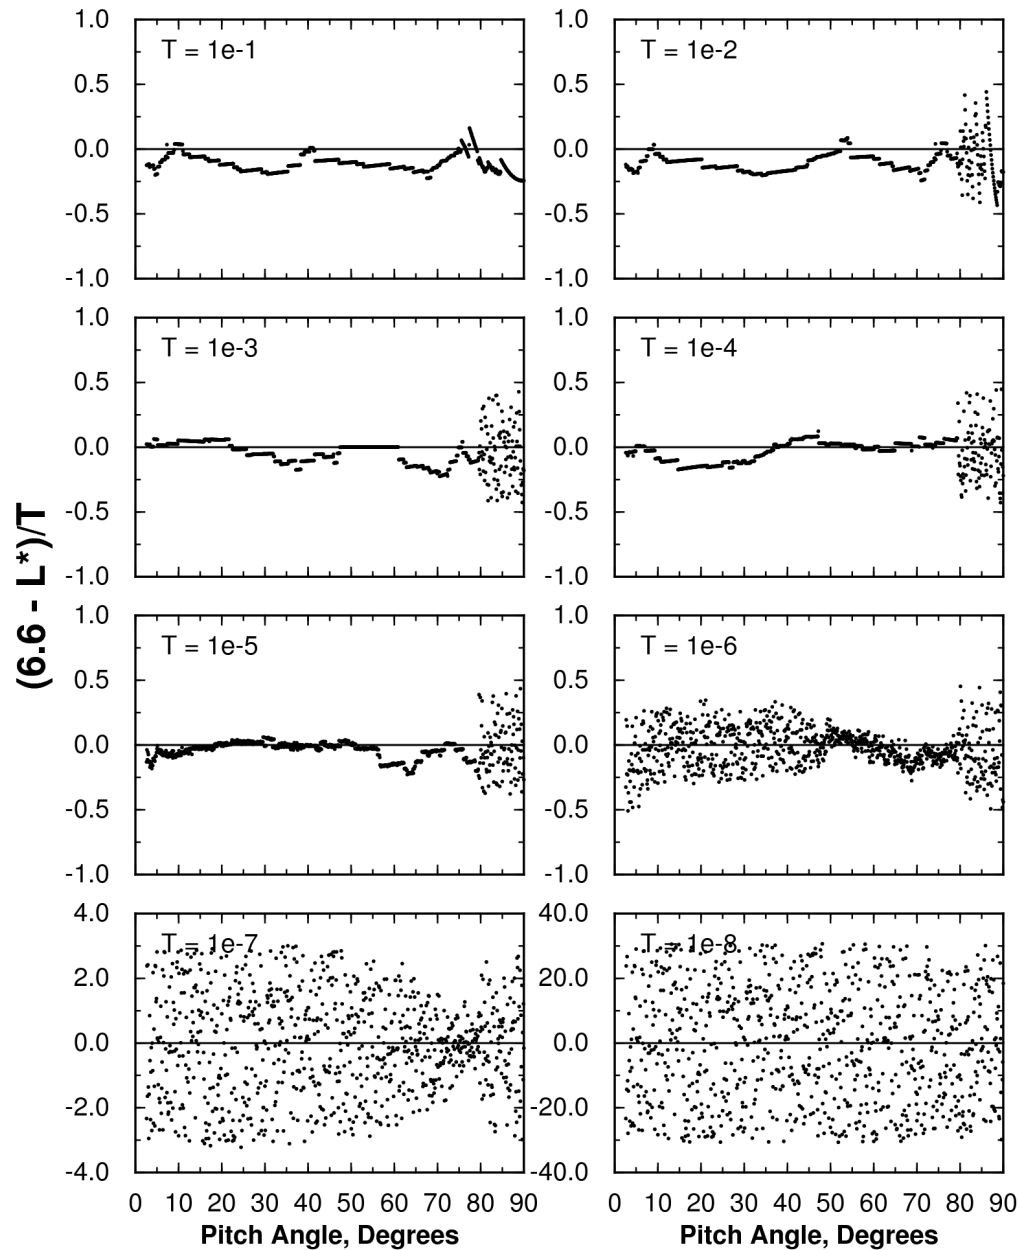 1.0 1.0
T = 1e-1 T = 1e-2
0.5 0.5
0.0 0.0
-0.5 -0.5
-1.0 -1.0
1.0 1.0
T = 1e-3 T = 1e-4
0.5 0.5
0.0 0.0
-0.5 -0.5
-1.0 -1.0
(6.6 - L*)/T
1.0 1.0
T = 1e-5 T = 1e-6
0.5 0.5
0.0 0.0
-0.5 -0.5
-1.0 -1.0
4.0 40.0
T = 1e-7 T = 1e-8
2.0 20.0
0.0 0.0
-2.0 -20.0
-4.0 -40.0
0 10 20 30 40 50 60 70 80 90 0 10 20 30 40 50 60 70 80 90
Pitch Angle, Degrees Pitch Angle, Degrees